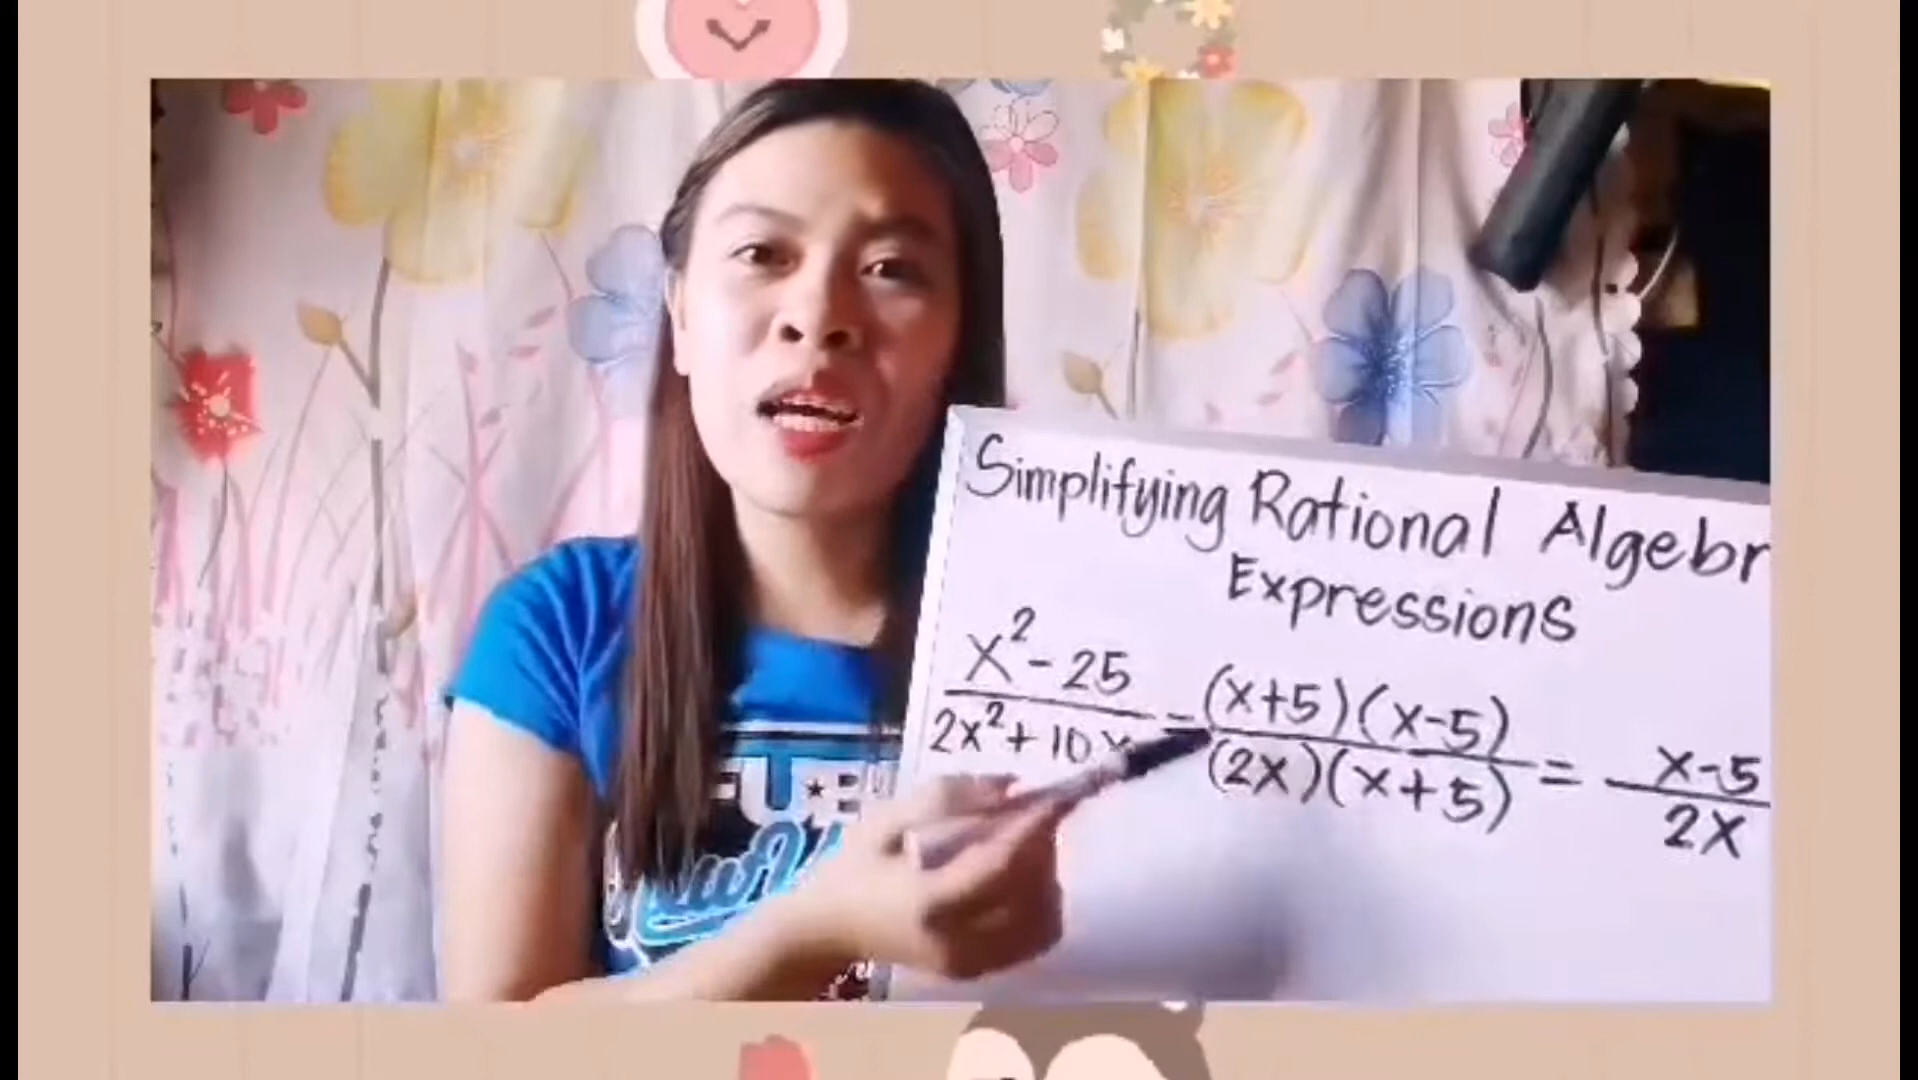 Simplifying Rational Algebr
Expressions
x² - 25 / 2x² + 10x = (x+5)(x-5) / (2x)(x+5) = x-5 / 2x